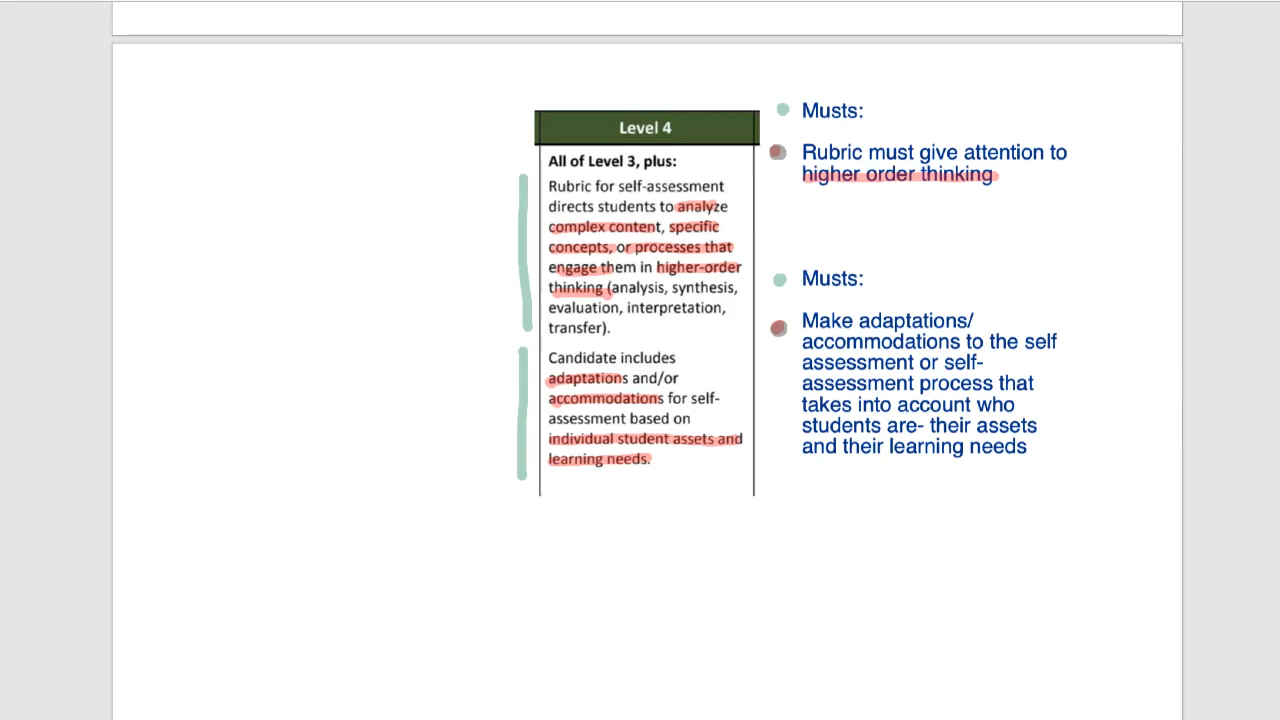 Level 4
All of Level 3, plus:
Rubric for self-assessment
directs students to analyze
complex content, specific
concepts, or processes that
engage them in higher-order
thinking (analysis, synthesis,
evaluation, interpretation,
transfer).
Candidate includes
adaptations and/or
accommodations for self-
assessment based on
individual student assets and
learning needs.
Musts:
Rubric must give attention to
higher order thinking
Musts:
Make adaptations/
accommodations to the self
assessment or self-
assessment process that
takes into account who
students are- their assets
and their learning needs